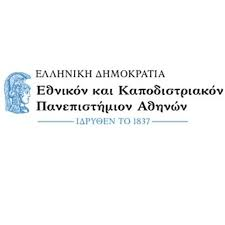 ΕΛΛΗΝΙΚΗ ΔΗΜΟΚΡΑΤΙΑ
Εθνικόν και Καποδιστριακόν
Πανεπιστήμιον Αθηνών
ΙΔΡΥΘΕΝ ΤΟ 1837